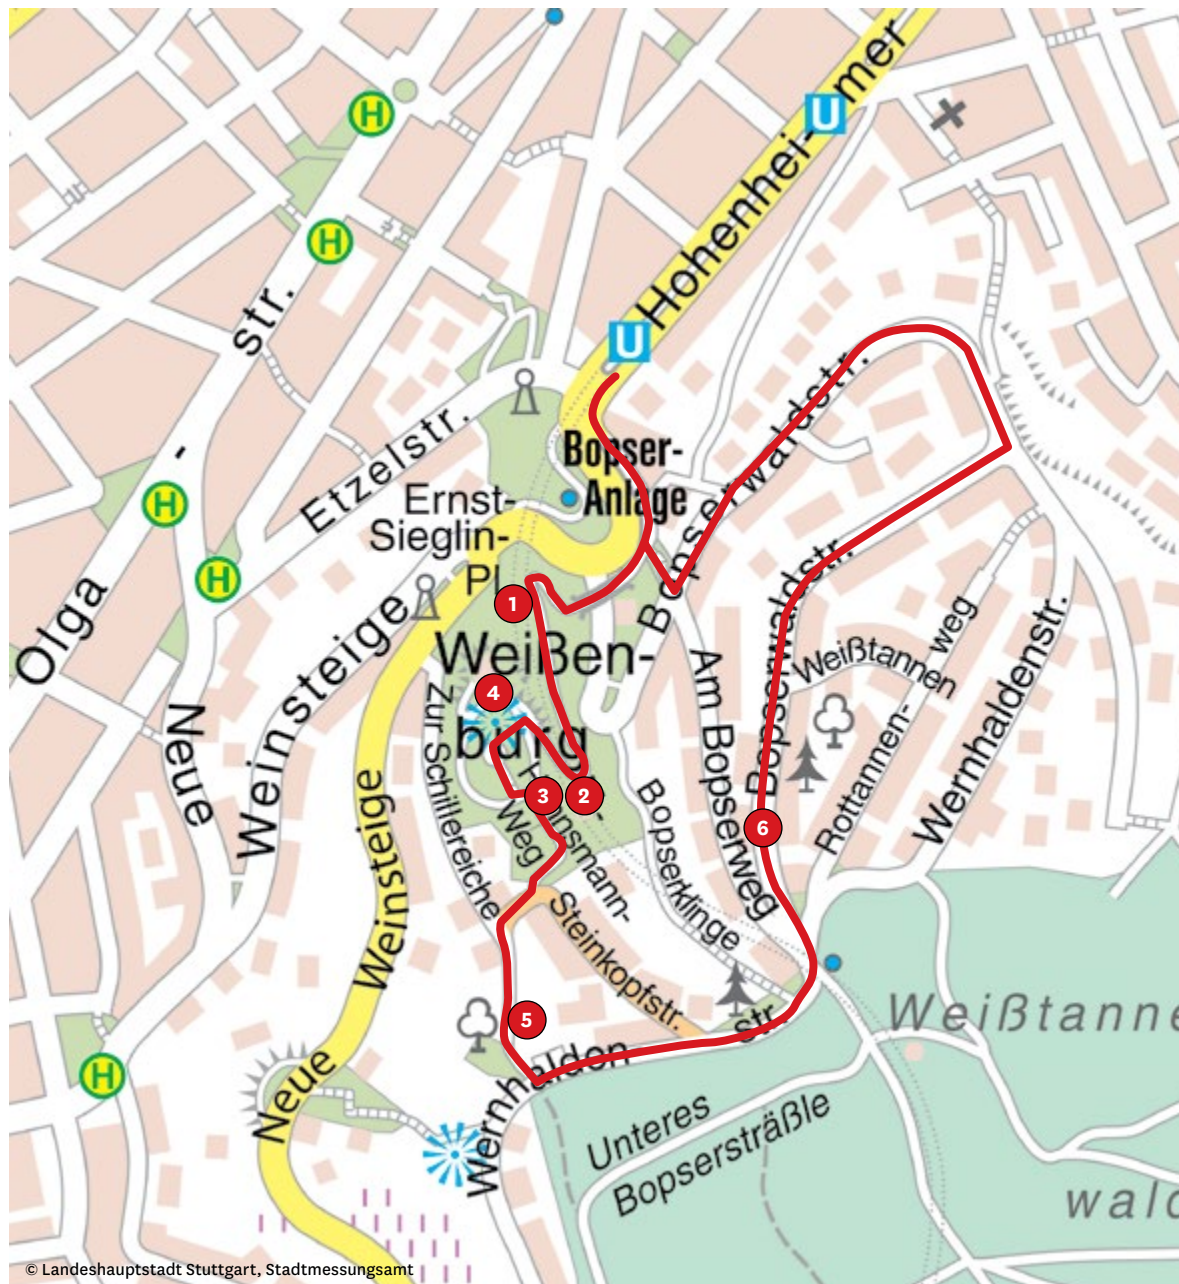 H
U
Hohenhei-
mer
H
str.
U
Bopserwaldstr.
Etzelstr.
Bopser-
Anlage
Ernst-
Sieglin-
Pl.
H
H
Olga
-
1
Weißen-
burg
4
3
2
Zur Schillereiche
Neue
Weinsteige
Weinsteige
Neue
Hansmann-
Weg
Am Bopserweg
Bopserwaldstr.
Weißtannen
weg
Rottannen-
Wernhaldenstr.
Bopserklinge
6
Steinkopfstr.
5
Wernhalden
str.
H
Weißtanne
Unteres
Bopsersträßle
wald
© Landeshauptstadt Stuttgart, Stadtmessungsamt